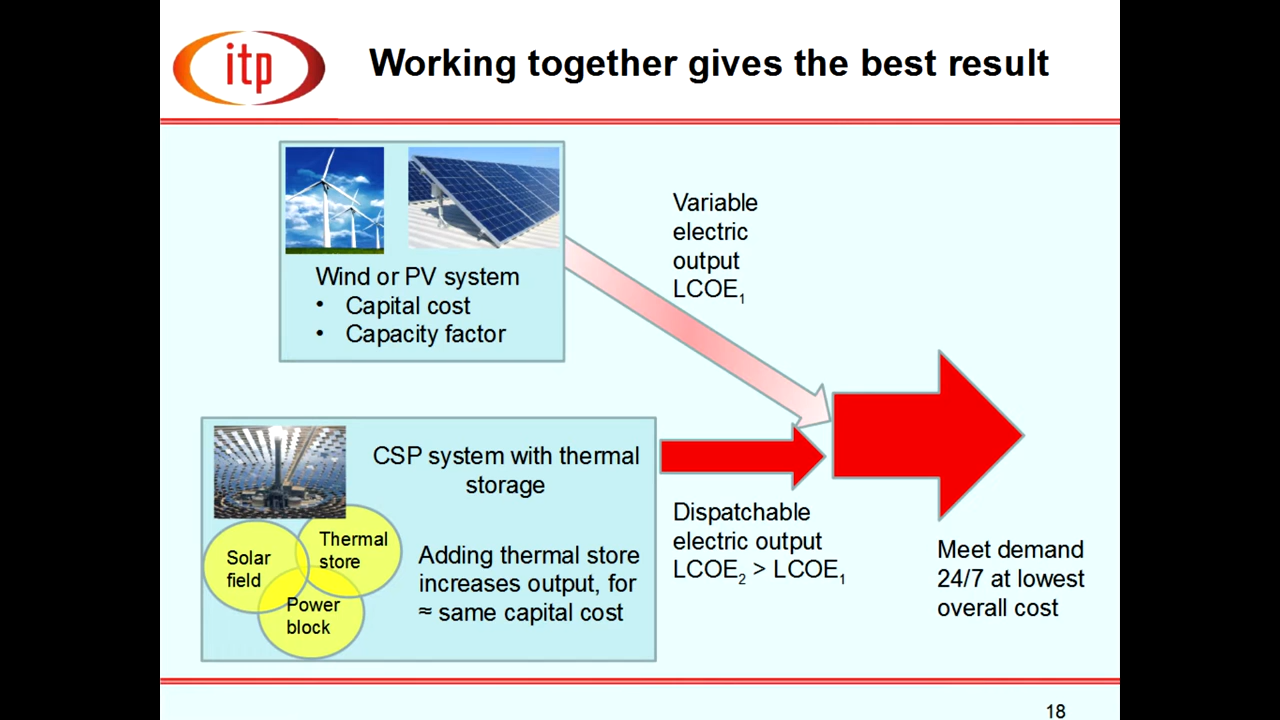 itp
Working together gives the best result
Variable
electric
output
LCOE1
Wind or PV system
• Capital cost
• Capacity factor
CSP system with thermal
storage
Thermal
store
Solar
field
Power
block
Adding thermal store
increases output, for
≈ same capital cost
Dispatchable
electric output
LCOE2 > LCOE1
Meet demand
24/7 at lowest
overall cost
18